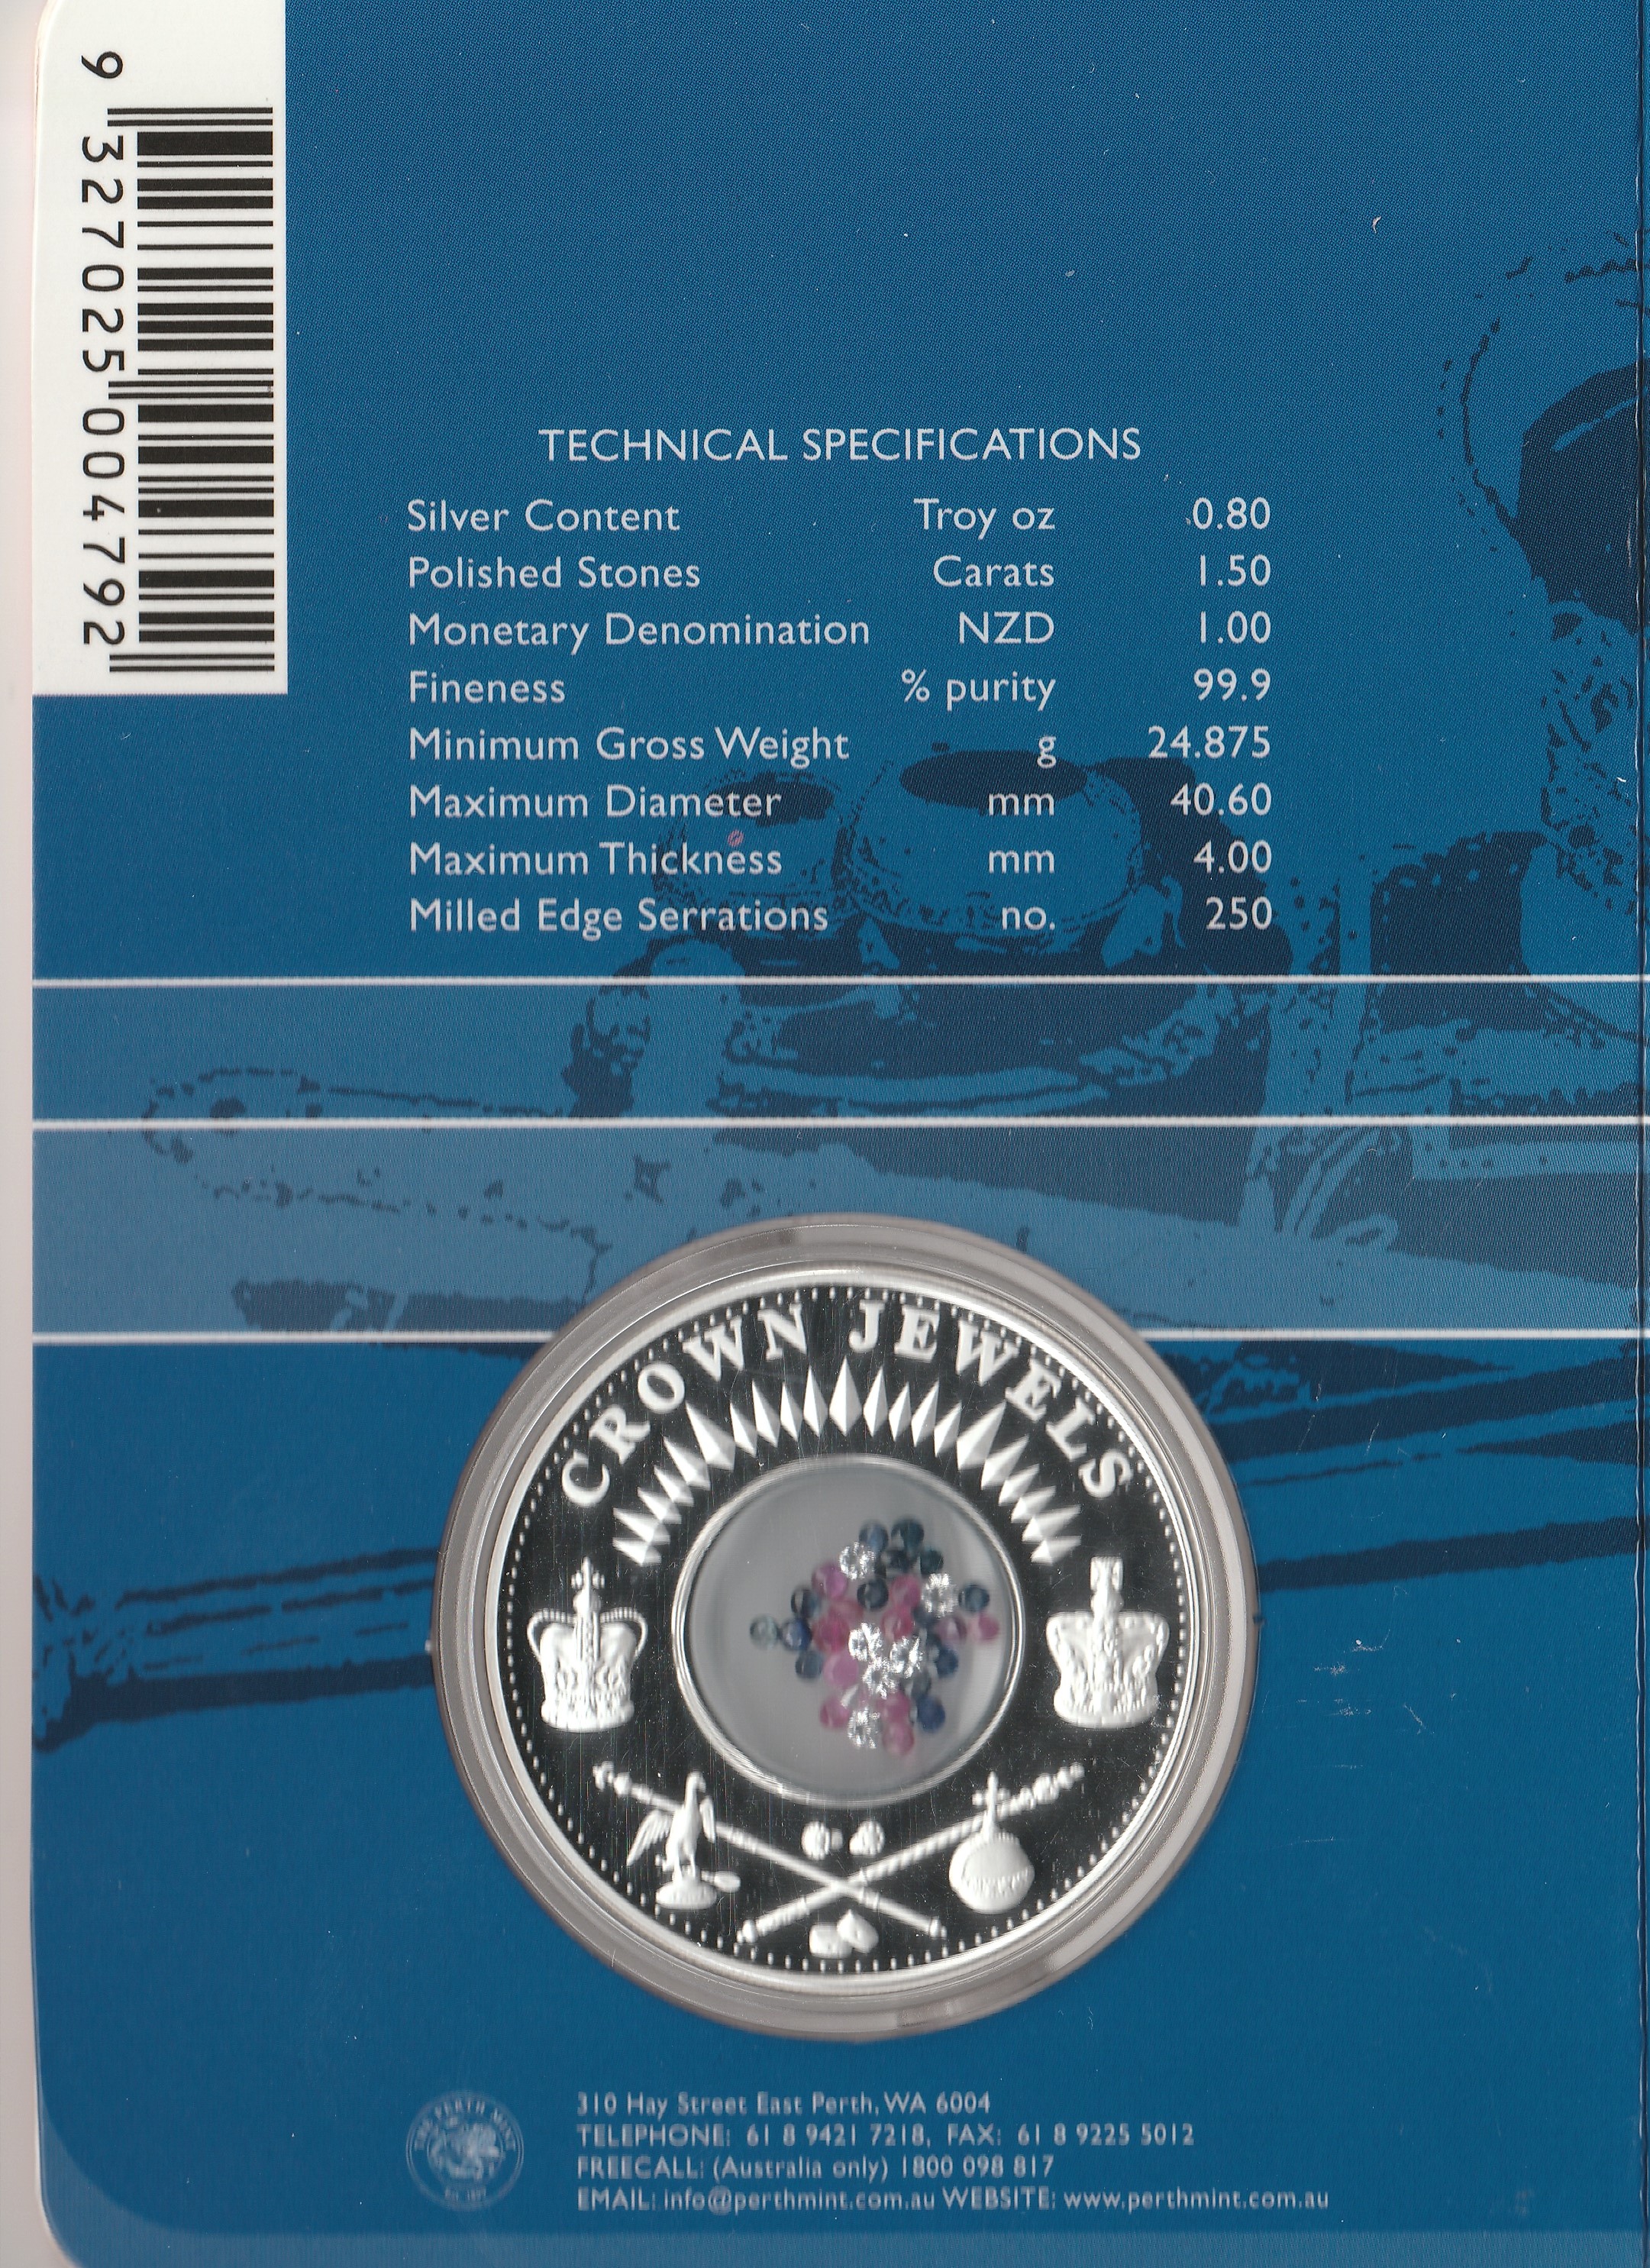 9 327025 004792
TECHNICAL SPECIFICATIONS
Silver Content Troy oz 0.80
Polished Stones Carats 1.50
Monetary Denomination NZD 1.00
Fineness % purity 99.9
Minimum Gross Weight g 24.875
Maximum Diameter mm 40.60
Maximum Thickness mm 4.00
Milled Edge Serrations no. 250
CROWN JEWELS
THE PERTH MINT
310 Hay Street East Perth, WA 6004
TELEPHONE: 61 8 9421 7218, FAX: 61 8 9225 5012
FREECALL: (Australia only) 1800 098 817
EMAIL: info@perthmint.com.au WEBSITE: www.perthmint.com.au